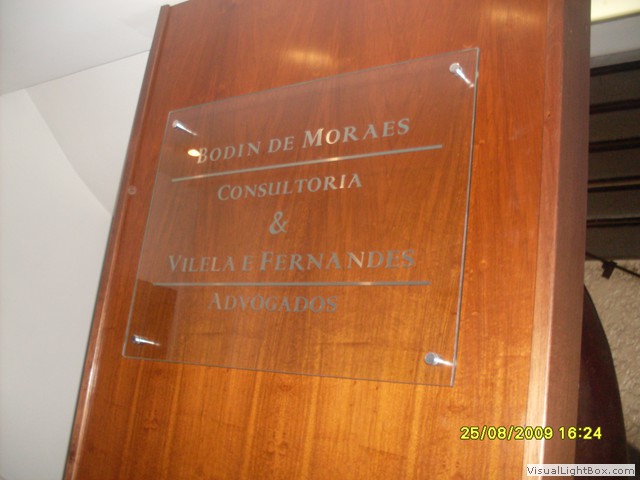 BODIN DE MORAES
CONSULTORIA
&
VILELA E FERNANDES
ADVOGADOS
25/08/2009 16:24
VisualLightBox.com